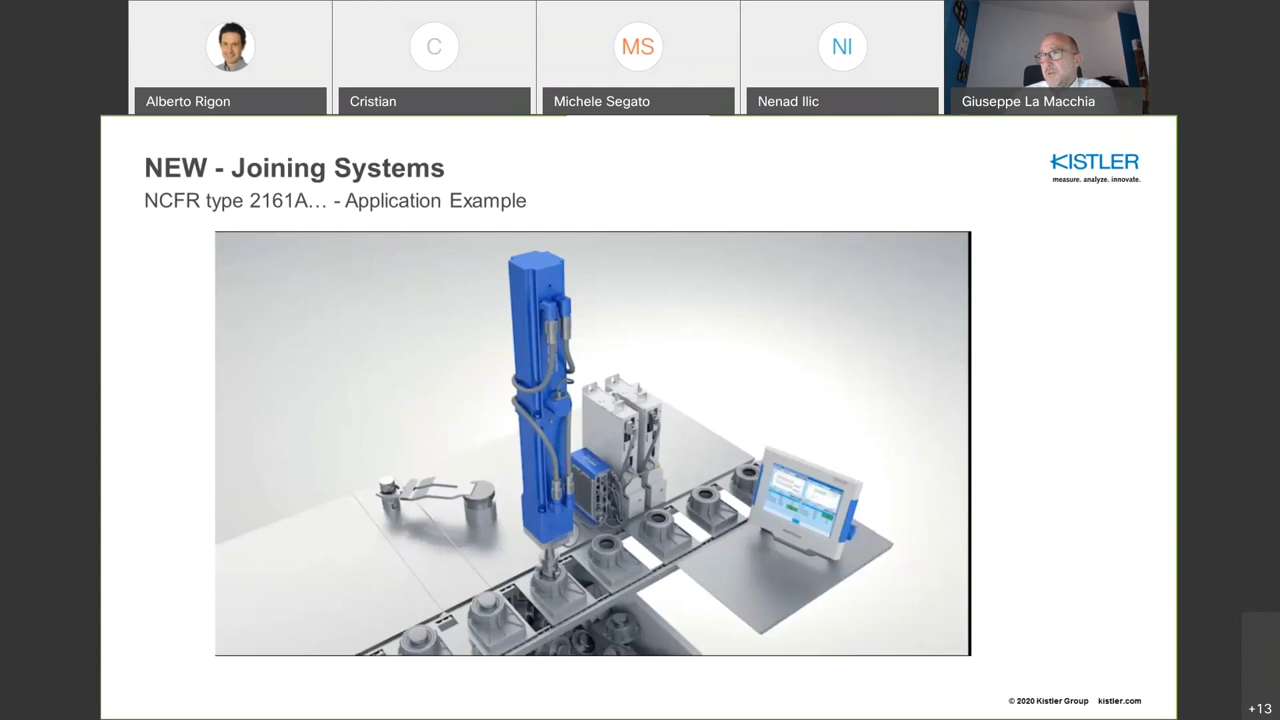 C
MS
NI
Alberto Rigon
Cristian
Michele Segato
Nenad Ilic
Giuseppe La Macchia
NEW - Joining Systems
KISTLER
measure. analyze. innovate.
NCFR type 2161A… - Application Example
© 2020 Kistler Group kistler.com
+13